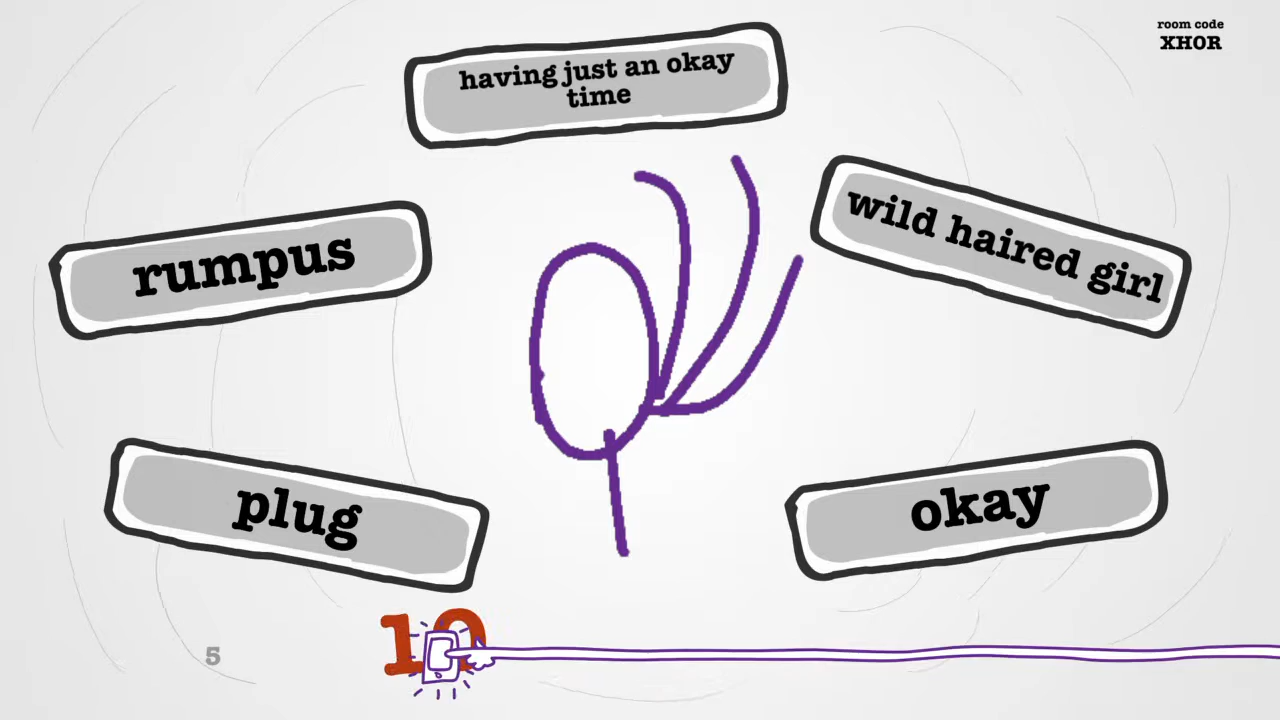 room code
XHOR
having just an okay
time
wild haired girl
rumpus
plug
okay
10
5